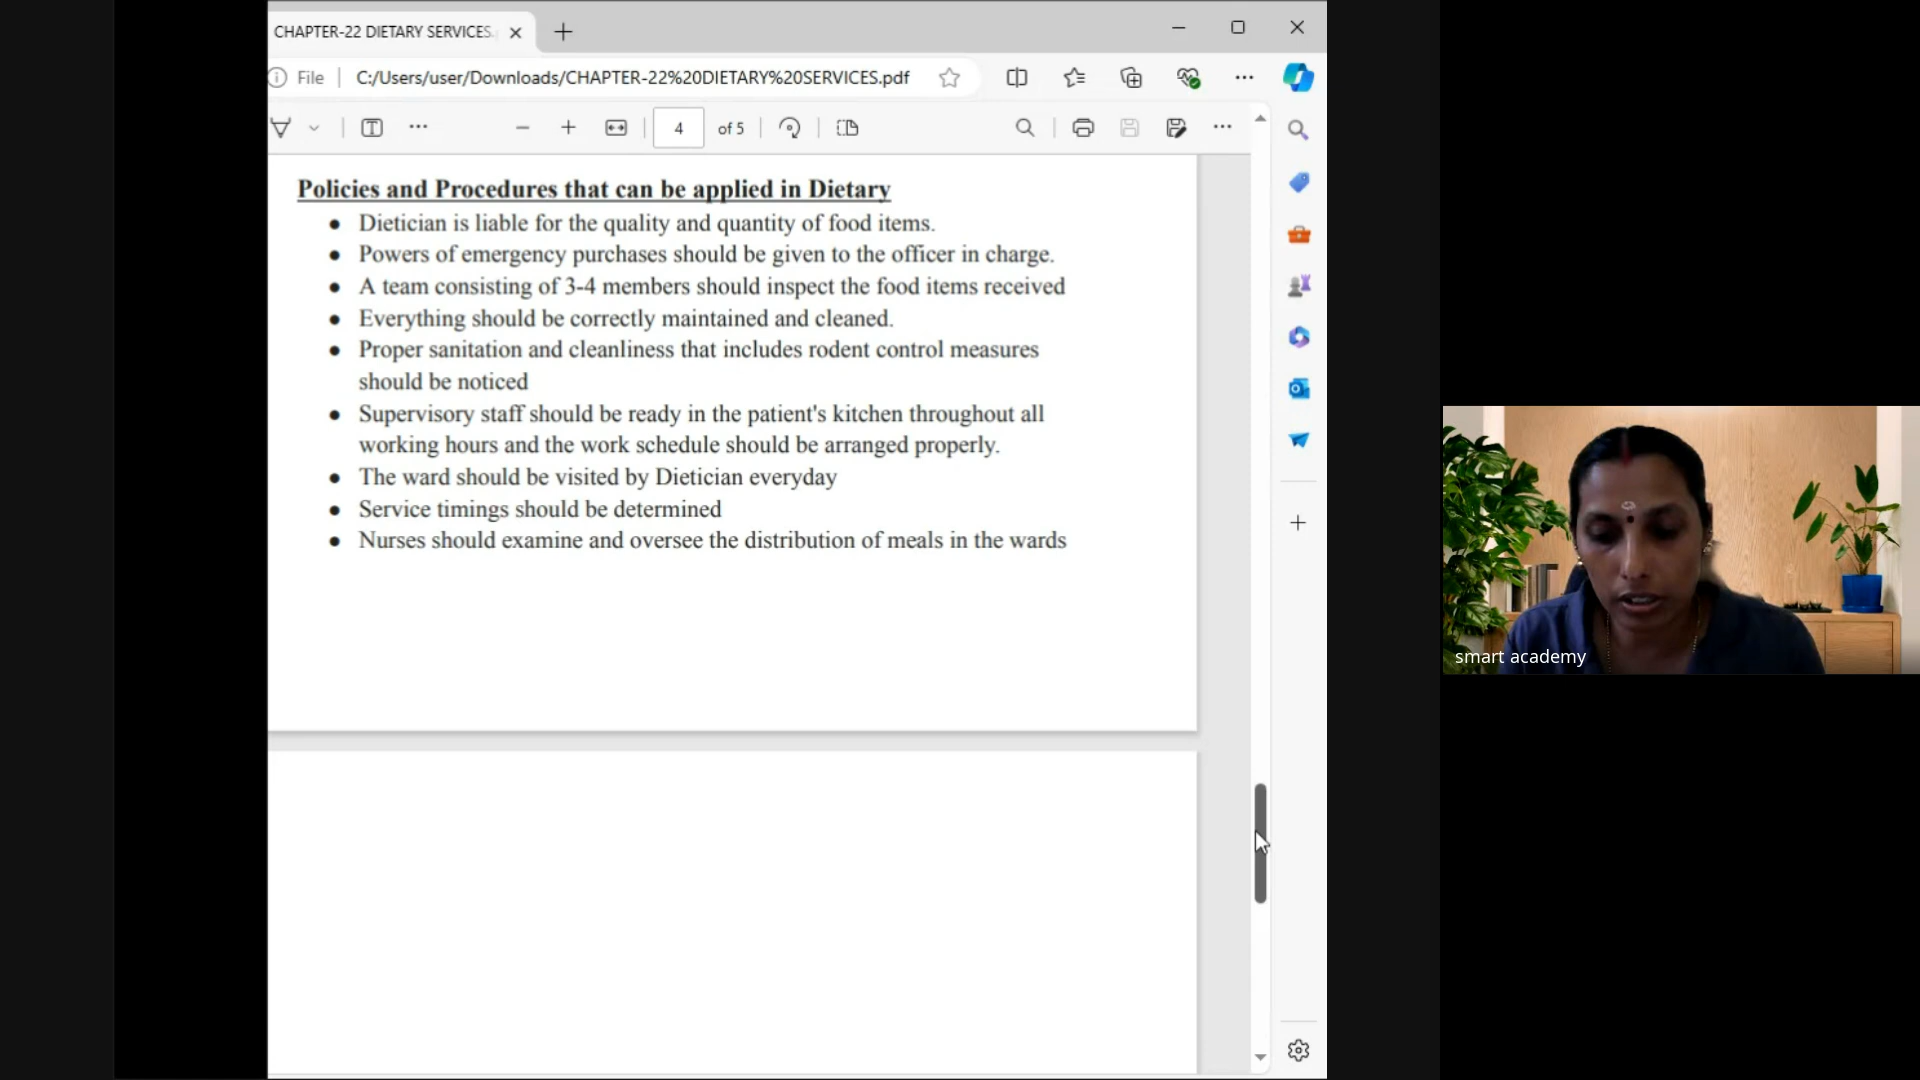 CHAPTER-22 DIETARY SERVICES.
File
C:/Users/user/Downloads/CHAPTER-22%20DIETARY%20SERVICES.pdf
4 of 5
Policies and Procedures that can be applied in Dietary
● Dietician is liable for the quality and quantity of food items.
● Powers of emergency purchases should be given to the officer in charge.
● A team consisting of 3-4 members should inspect the food items received
● Everything should be correctly maintained and cleaned.
● Proper sanitation and cleanliness that includes rodent control measures
should be noticed
● Supervisory staff should be ready in the patient's kitchen throughout all
working hours and the work schedule should be arranged properly.
● The ward should be visited by Dietician everyday
● Service timings should be determined
● Nurses should examine and oversee the distribution of meals in the wards
smart academy